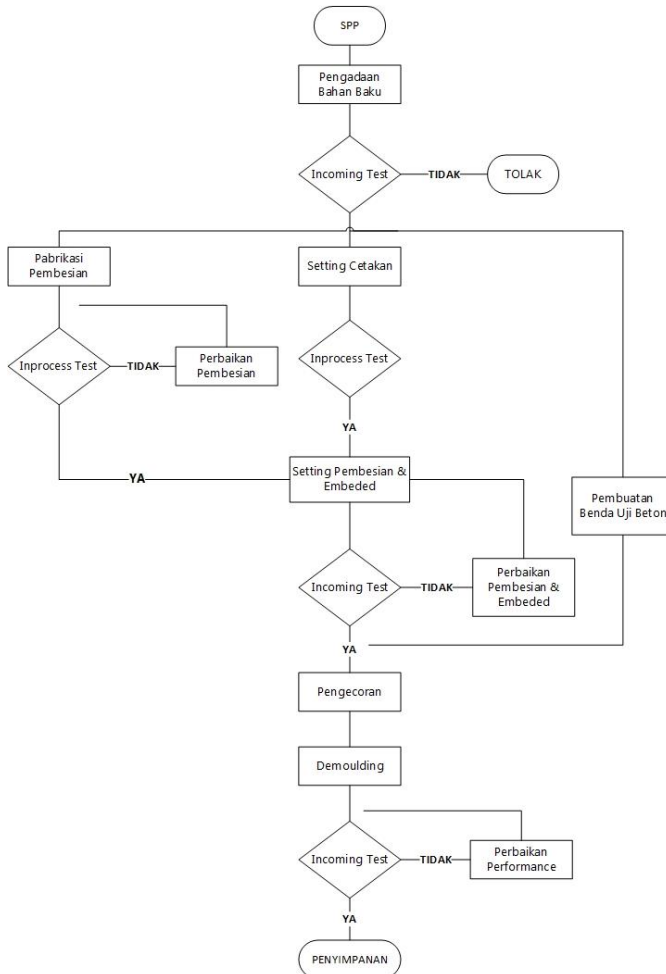 SPP
Pengadaan
Bahan Baku
Incoming Test
TIDAK
TOLAK
Pabrikasi
Pembesian
Setting Cetakan
Inprocess Test
TIDAK
Perbaikan
Pembesian
Inprocess Test
YA
YA
Setting Pembesian &
Embeded
Pembuatan
Benda Uji Beton
Incoming Test
TIDAK
Perbaikan
Pembesian &
Embeded
YA
Pengecoran
Demoulding
Incoming Test
TIDAK
Perbaikan
Performance
YA
PENYIMPANAN